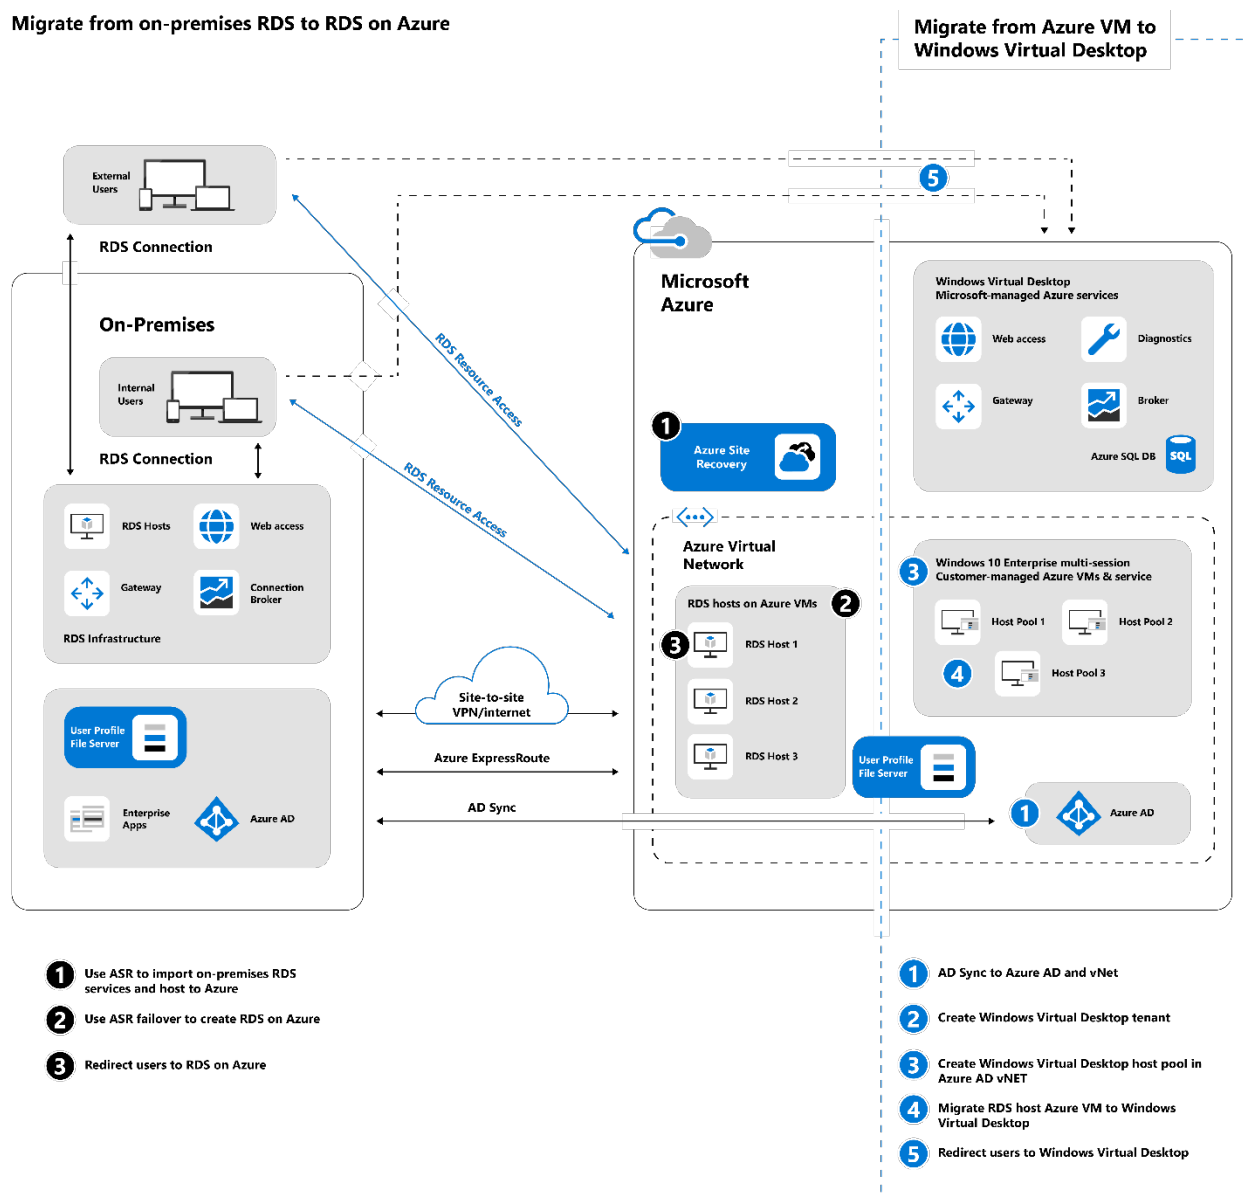 Migrate from on-premises RDS to RDS on Azure
Migrate from Azure VM to
Windows Virtual Desktop
External
Users
RDS Connection
On-Premises
Internal
Users
RDS Connection
RDS Hosts
Web access
Gateway
Connection
Broker
RDS Infrastructure
User Profile
File Server
Enterprise
Apps
Azure AD
RDS Resource Access
RDS Resource Access
Site-to-site
VPN/internet
Azure ExpressRoute
AD Sync
5
Microsoft
Azure
1
Azure Site
Recovery
Windows Virtual Desktop
Microsoft-managed Azure services
Web access
Diagnostics
Gateway
Broker
Azure SQL DB
SQL
Azure Virtual
Network
RDS hosts on Azure VMs
2
3
RDS Host 1
RDS Host 2
RDS Host 3
User Profile
File Server
3
Windows 10 Enterprise multi-session
Customer-managed Azure VMs & service
Host Pool 1
Host Pool 2
4
Host Pool 3
1
Azure AD
1
Use ASR to import on-premises RDS
services and host to Azure
2
Use ASR failover to create RDS on Azure
3
Redirect users to RDS on Azure
1
AD Sync to Azure AD and vNet
2
Create Windows Virtual Desktop tenant
3
Create Windows Virtual Desktop host pool in
Azure AD vNET
4
Migrate RDS host Azure VM to Windows
Virtual Desktop
5
Redirect users to Windows Virtual Desktop